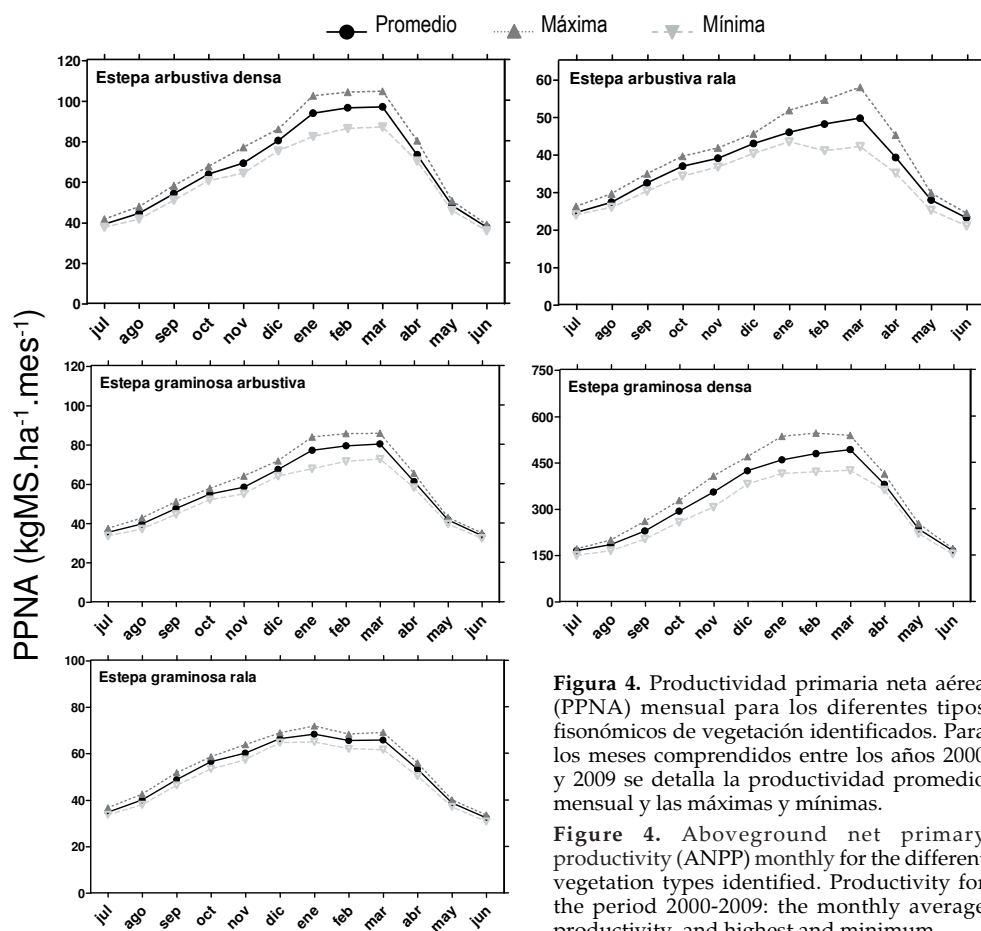 Promedio Máxima Mínima
PPNA (kgMS.ha-1.mes-1)
Estepa arbustiva densa
120
100
80
60
40
20
0
jul ago sep oct nov dic ene feb mar abr may jun
Estepa arbustiva rala
60
50
40
30
20
10
0
jul ago sep oct nov dic ene feb mar abr may jun
Estepa graminosa arbustiva
120
100
80
60
40
20
0
jul ago sep oct nov dic ene feb mar abr may jun
Estepa graminosa densa
750
600
450
300
150
0
jul ago sep oct nov dic ene feb mar abr may jun
Estepa graminosa rala
100
80
60
40
20
0
jul ago sep oct nov dic ene feb mar abr may jun
Figura 4. Productividad primaria neta aérea
(PPNA) mensual para los diferentes tipos
fisonómicos de vegetación identificados. Para
los meses comprendidos entre los años 2000
y 2009 se detalla la productividad promedio
mensual y las máximas y mínimas.
Figure 4. Aboveground net primary
productivity (ANPP) monthly for the different
vegetation types identified. Productivity for
the period 2000-2009: the monthly average
productivity, and highest and minimum.